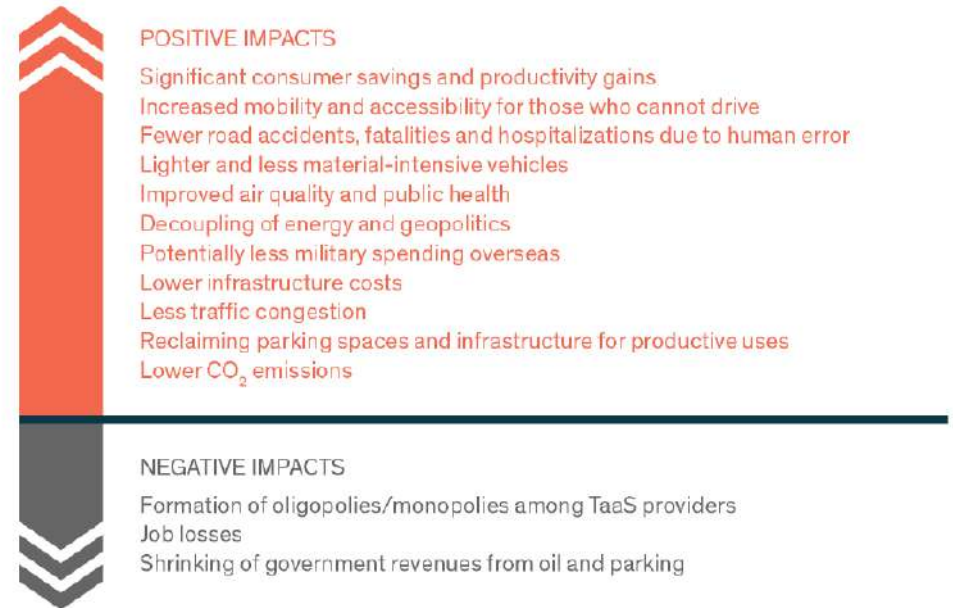 POSITIVE IMPACTS
Significant consumer savings and productivity gains
Increased mobility and accessibility for those who cannot drive
Fewer road accidents, fatalities and hospitalizations due to human error
Lighter and less material-intensive vehicles
Improved air quality and public health
Decoupling of energy and geopolitics
Potentially less military spending overseas
Lower infrastructure costs
Less traffic congestion
Reclaiming parking spaces and infrastructure for productive uses
Lower CO₂ emissions
NEGATIVE IMPACTS
Formation of oligopolies/monopolies among TaaS providers
Job losses
Shrinking of government revenues from oil and parking